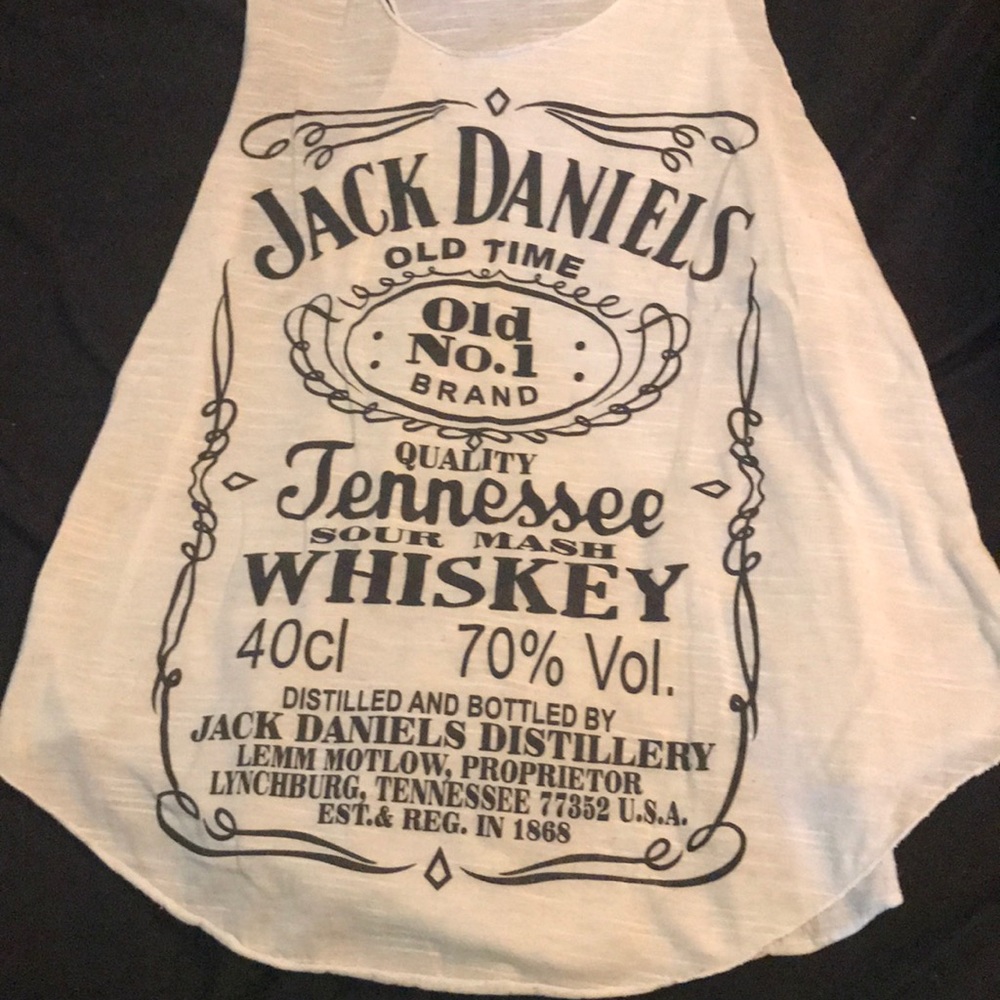 JACK DANIELS
OLD TIME
Old
No.1
BRAND
QUALITY
Tennessee
SOUR MASH
WHISKEY
40cl 70% Vol.
DISTILLED AND BOTTLED BY
JACK DANIELS DISTILLERY
LEMM MOTLOW, PROPRIETOR
LYNCHBURG, TENNESSEE 77352 U.S.A.
EST.& REG. IN 1868